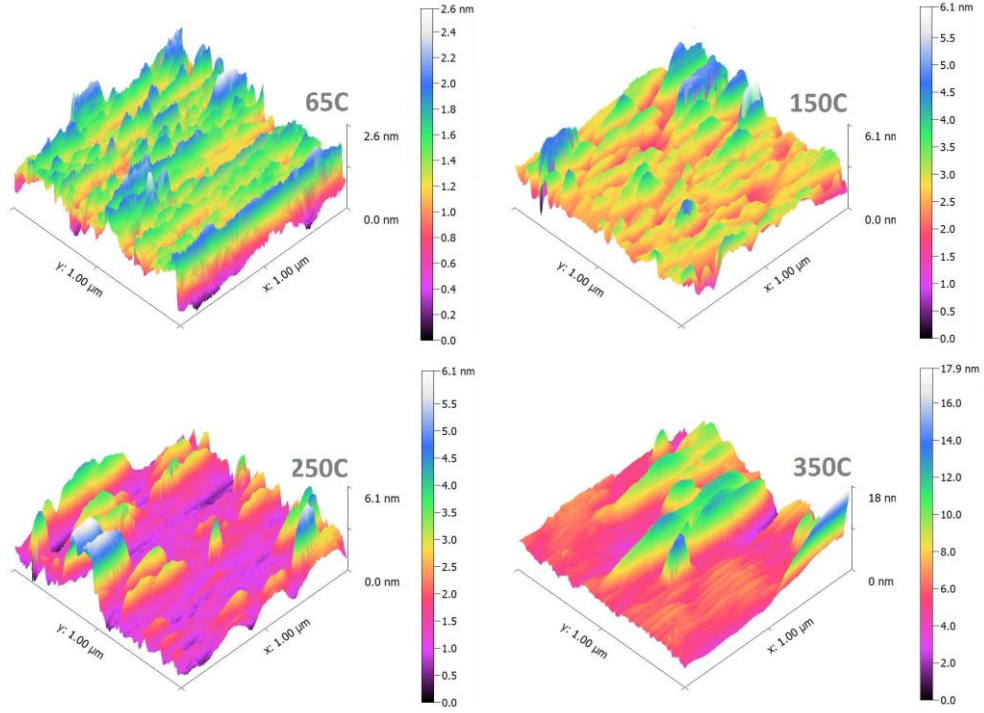 2.6 nm
2.4
2.2
2.0
1.8
1.6
1.4
1.2
1.0
0.8
0.6
0.4
0.2
0.0
65C
2.6 nm
0.0 nm
y: 1.00 µm
x: 1.00 µm
6.1 nm
5.5
5.0
4.5
4.0
3.5
3.0
2.5
2.0
1.5
1.0
0.5
0.0
150C
6.1 nm
0.0 nm
y: 1.00 µm
x: 1.00 µm
6.1 nm
5.5
5.0
4.5
4.0
3.5
3.0
2.5
2.0
1.5
1.0
0.5
0.0
250C
6.1 nm
0.0 nm
y: 1.00 µm
x: 1.00 µm
17.9 nm
16.0
14.0
12.0
10.0
8.0
6.0
4.0
2.0
0.0
350C
18 nm
0 nm
y: 1.00 µm
x: 1.00 µm